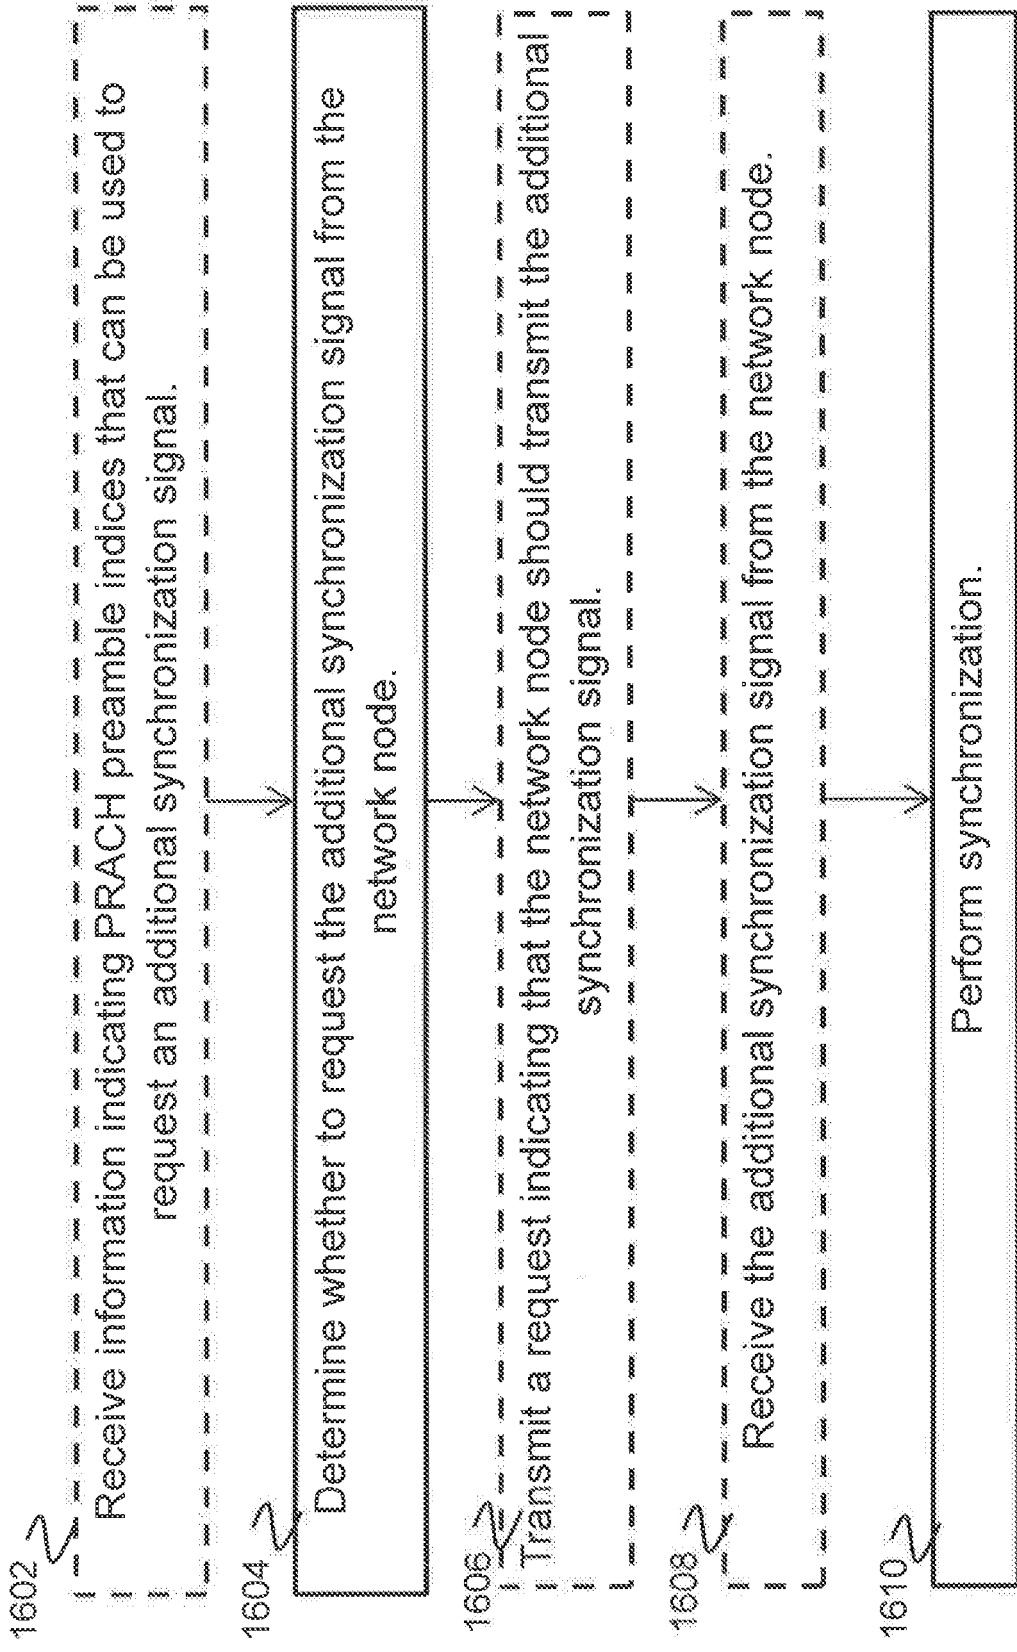 1602
Receive information indicating PRACH preamble indices that can be used to
request an additional synchronization signal.
1604
Determine whether to request the additional synchronization signal from the
network node.
1606
Transmit a request indicating that the network node should transmit the additional
synchronization signal.
1608
Receive the additional synchronization signal from the network node.
1610
Perform synchronization.